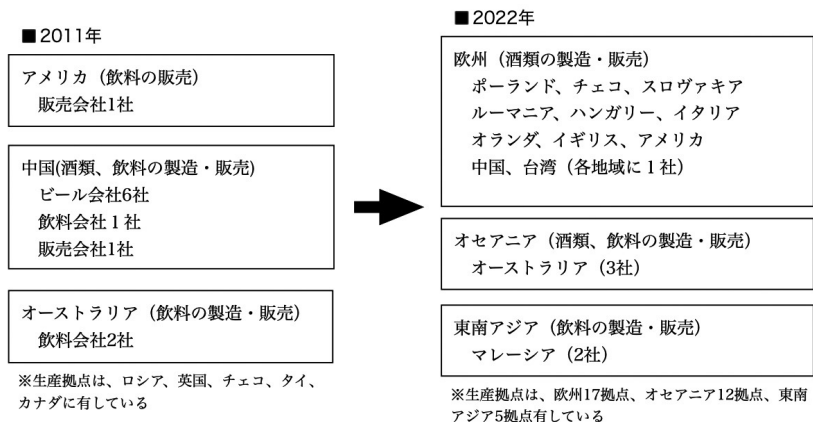 ■2011年
アメリカ（飲料の販売）
販売会社1社
中国(酒類、飲料の製造・販売)
ビール会社6社
飲料会社１社
販売会社1社
オーストラリア（飲料の製造・販売）
飲料会社2社
※生産拠点は、ロシア、英国、チェコ、タイ、
カナダに有している
■2022年
欧州（酒類の製造・販売）
ポーランド、チェコ、スロヴァキア
ルーマニア、ハンガリー、イタリア
オランダ、イギリス、アメリカ
中国、台湾（各地域に１社）
オセアニア（酒類、飲料の製造・販売）
オーストラリア（3社）
東南アジア（飲料の製造・販売）
マレーシア（2社）
※生産拠点は、欧州17拠点、オセアニア12拠点、東南
アジア5拠点有している